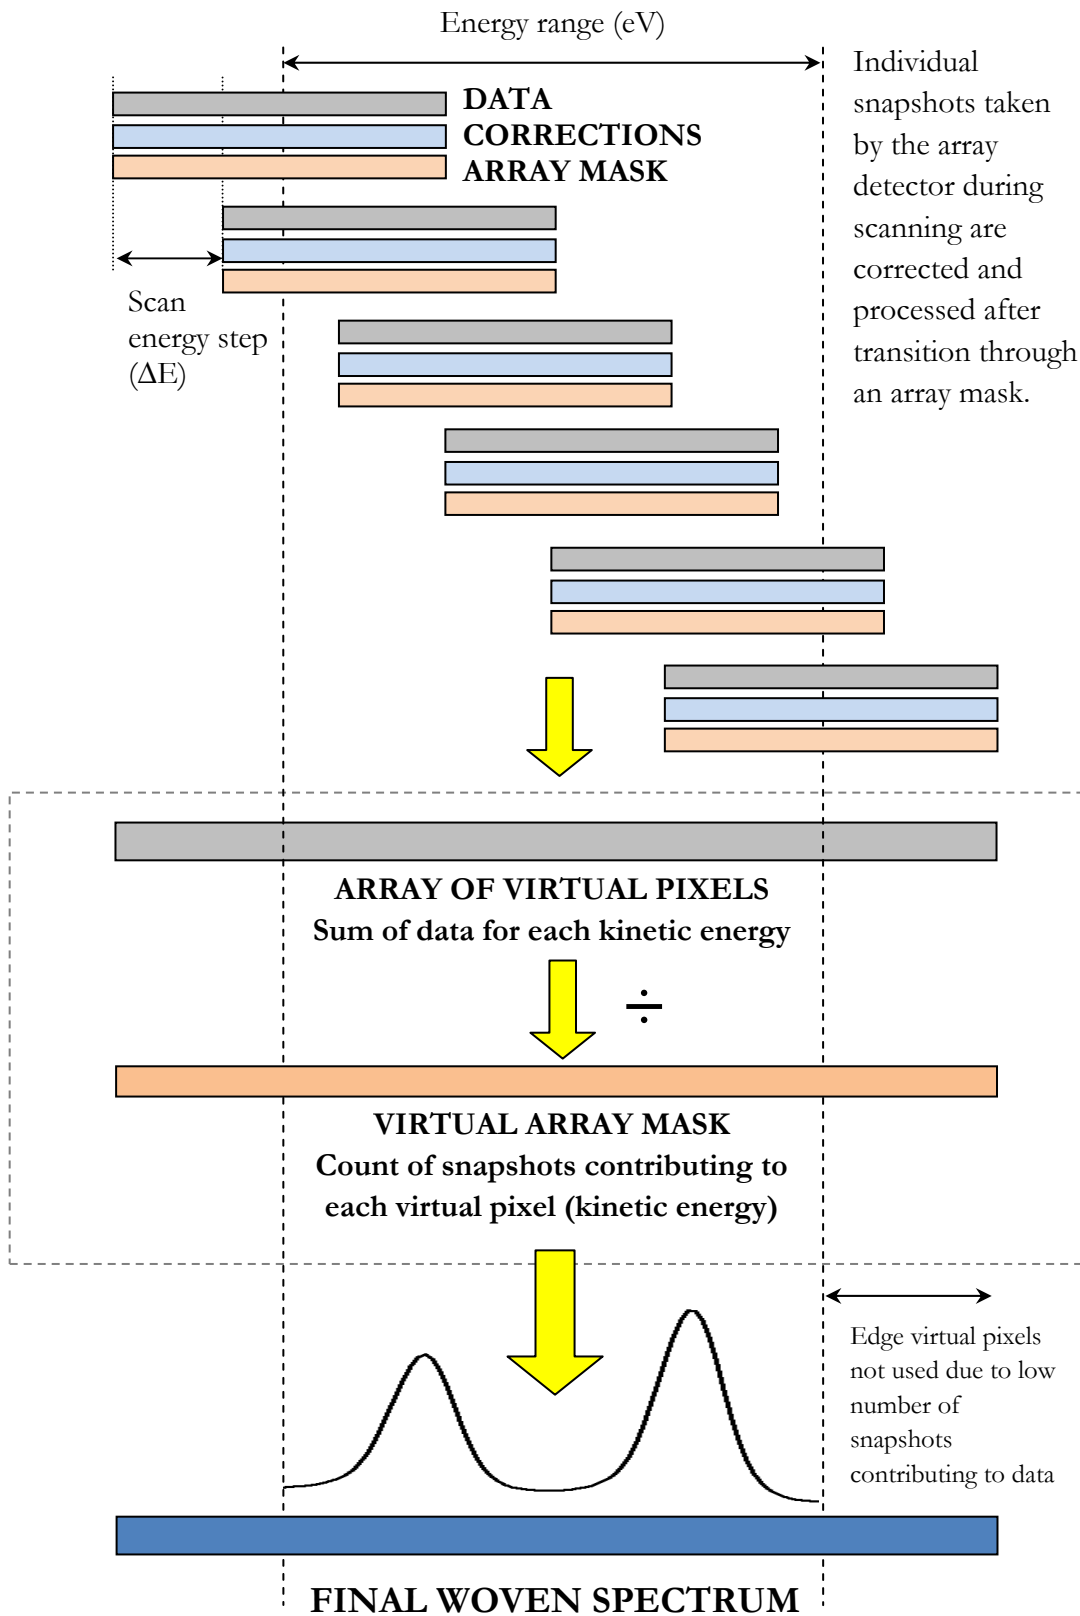 Energy range (eV)
DATA
CORRECTIONS
ARRAY MASK
Individual
snapshots taken
by the array
detector during
scanning are
corrected and
processed after
transition through
an array mask.
Scan
energy step
(ΔE)
ARRAY OF VIRTUAL PIXELS
Sum of data for each kinetic energy
÷
VIRTUAL ARRAY MASK
Count of snapshots contributing to
each virtual pixel (kinetic energy)
Edge virtual pixels
not used due to low
number of
snapshots
contributing to data
FINAL WOVEN SPECTRUM